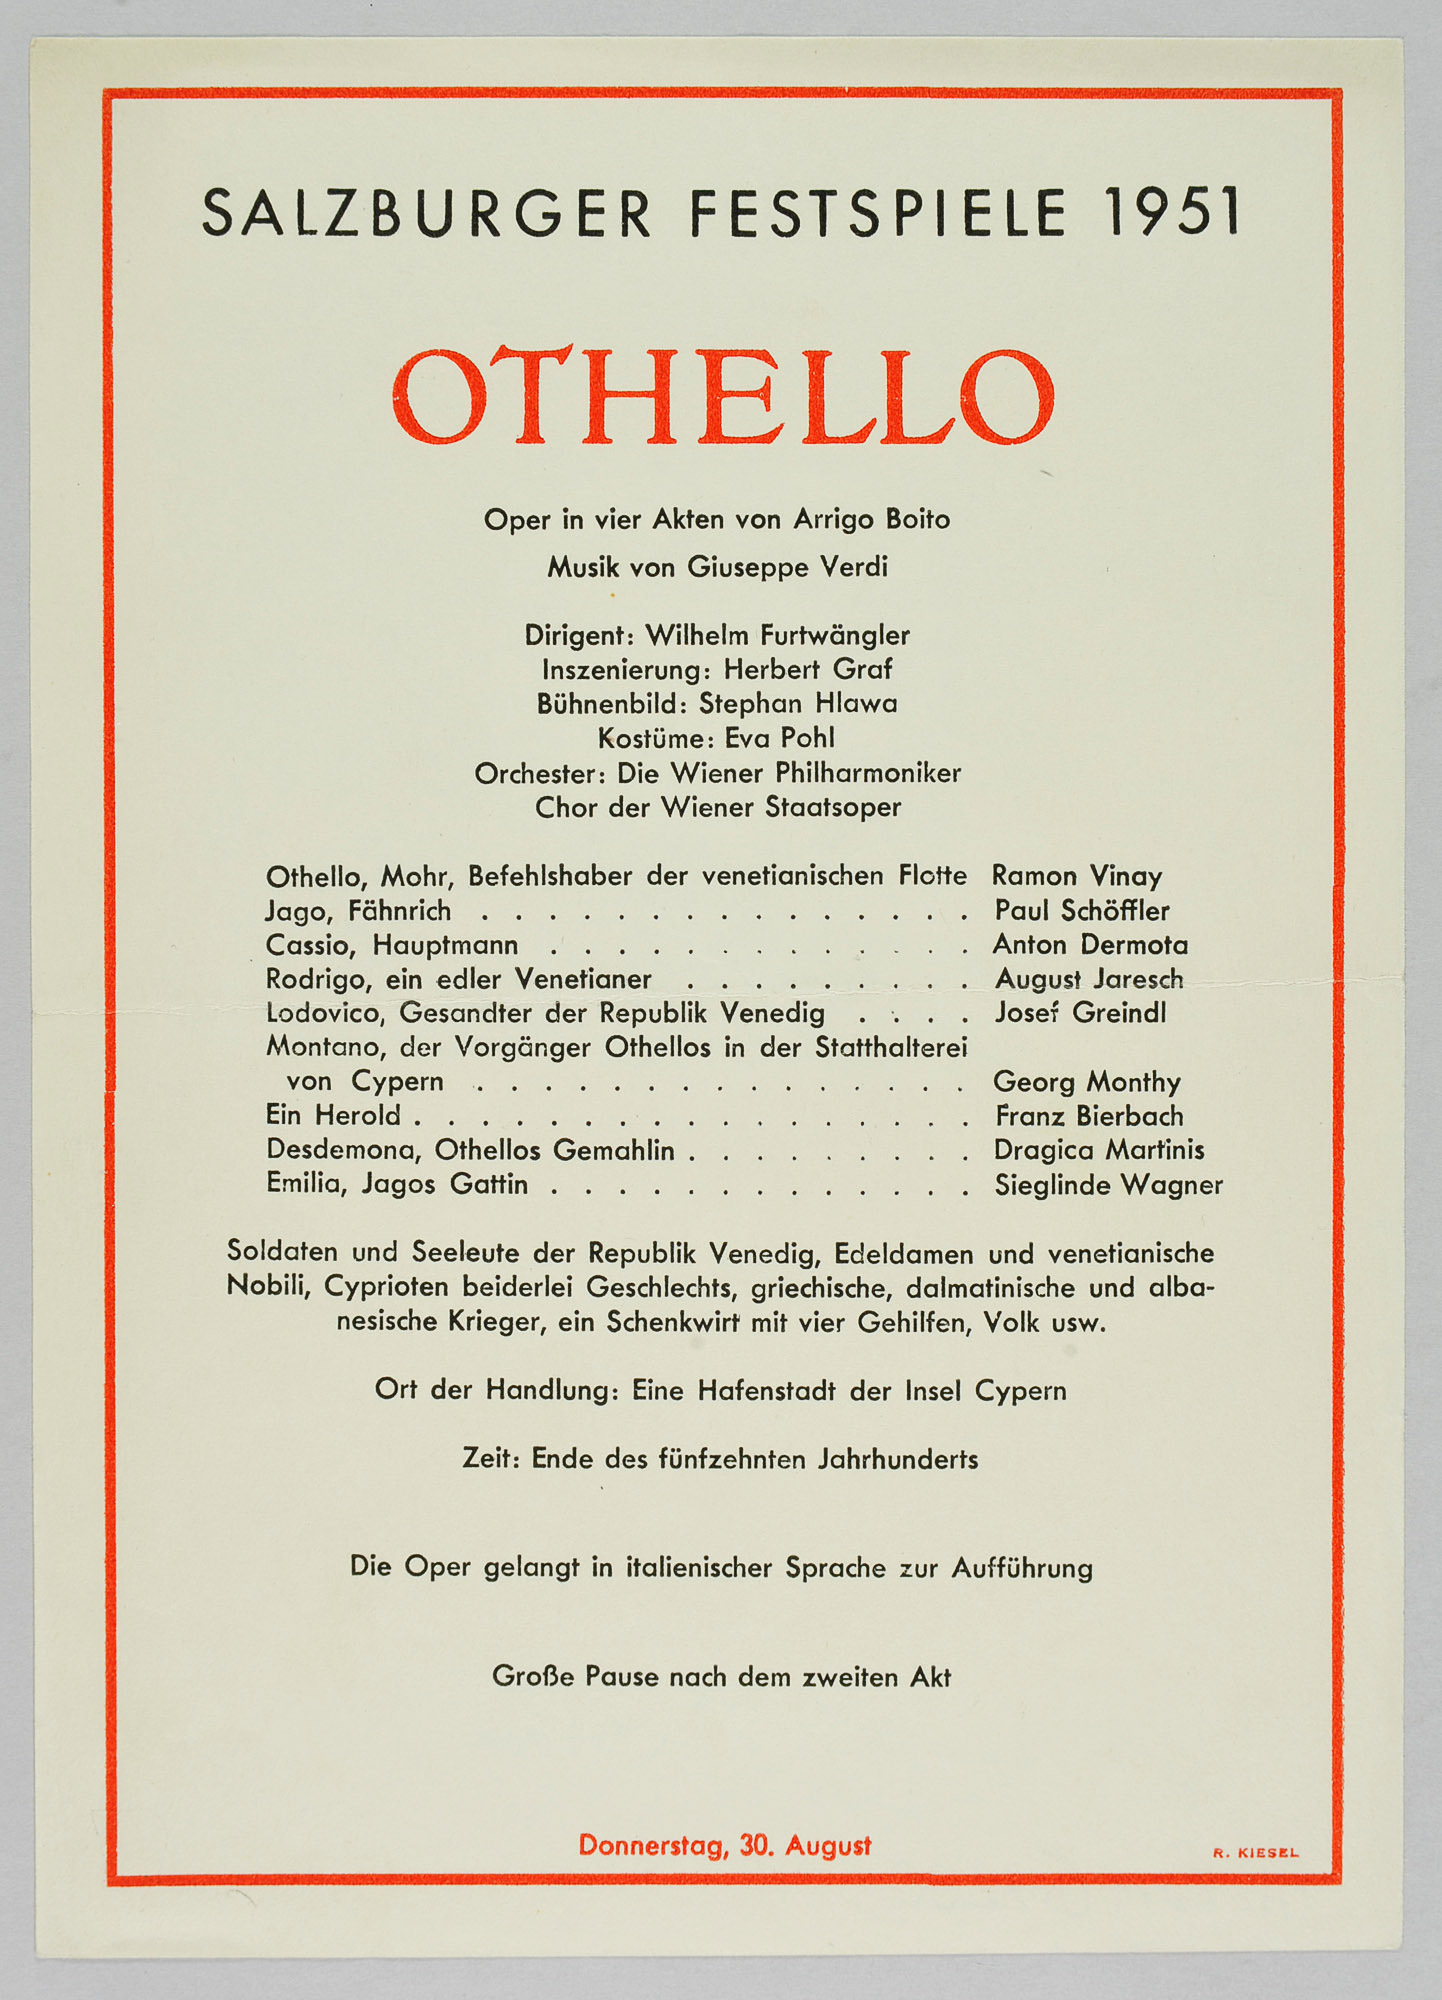 SALZBURGER FESTSPIELE 1951
OTHELLO
Oper in vier Akten von Arrigo Boito
Musik von Giuseppe Verdi
Dirigent: Wilhelm Furtwängler
Inszenierung: Herbert Graf
Bühnenbild: Stephan Hlawa
Kostüme: Eva Pohl
Orchester: Die Wiener Philharmoniker
Chor der Wiener Staatsoper
Othello, Mohr, Befehlshaber der venetianischen Flotte Ramon Vinay
Jago, Fähnrich . . . . . . . . . . . . . . . Paul Schöffler
Cassio, Hauptmann . . . . . . . . . . . . . Anton Dermota
Rodrigo, ein edler Venetianer . . . . . . . . . August Jaresch
Lodovico, Gesandter der Republik Venedig . . . . Josef Greindl
Montano, der Vorgänger Othellos in der Statthalterei
von Cypern . . . . . . . . . . . . . . . Georg Monthy
Ein Herold . . . . . . . . . . . . . . . . . Franz Bierbach
Desdemona, Othellos Gemahlin . . . . . . . . . Dragica Martinis
Emilia, Jagos Gattin . . . . . . . . . . . . . Sieglinde Wagner
Soldaten und Seeleute der Republik Venedig, Edeldamen und venetianische
Nobili, Cyprioten beiderlei Geschlechts, griechische, dalmatinische und alba-
nesische Krieger, ein Schenkwirt mit vier Gehilfen, Volk usw.
Ort der Handlung: Eine Hafenstadt der Insel Cypern
Zeit: Ende des fünfzehnten Jahrhunderts
Die Oper gelangt in italienischer Sprache zur Aufführung
Große Pause nach dem zweiten Akt
Donnerstag, 30. August
R. KIESEL